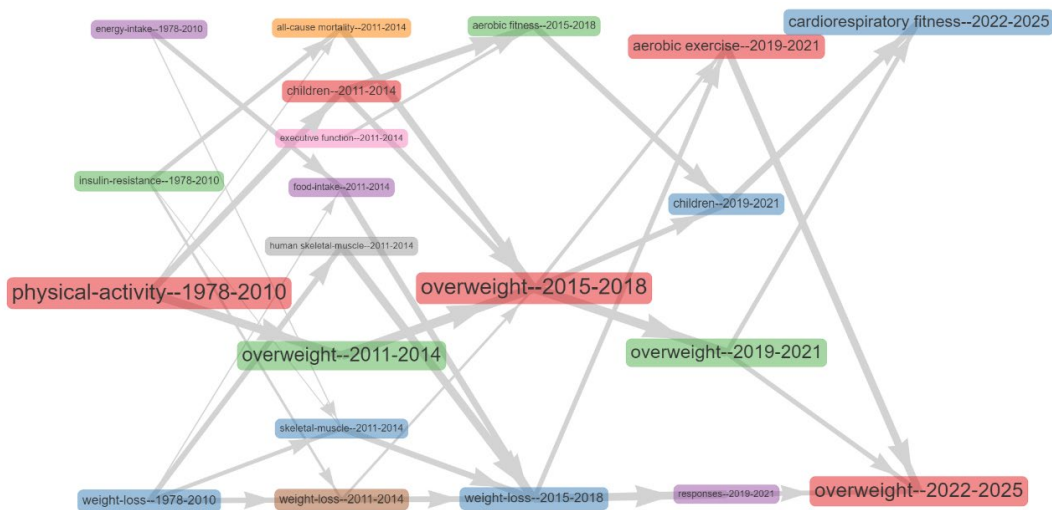 energy-intake--1978-2010
all-cause mortality--2011-2014
aerobic fitness--2015-2018
cardiorespiratory fitness--2022-2025
aerobic exercise--2019-2021
children--2011-2014
executive function--2011-2014
insulin-resistance--1978-2010
food-intake--2011-2014
children--2019-2021
human skeletal-muscle--2011-2014
physical-activity--1978-2010
overweight--2015-2018
overweight--2011-2014
overweight--2019-2021
skeletal-muscle--2011-2014
weight-loss--1978-2010
weight-loss--2011-2014
weight-loss--2015-2018
responses--2019-2021
overweight--2022-2025